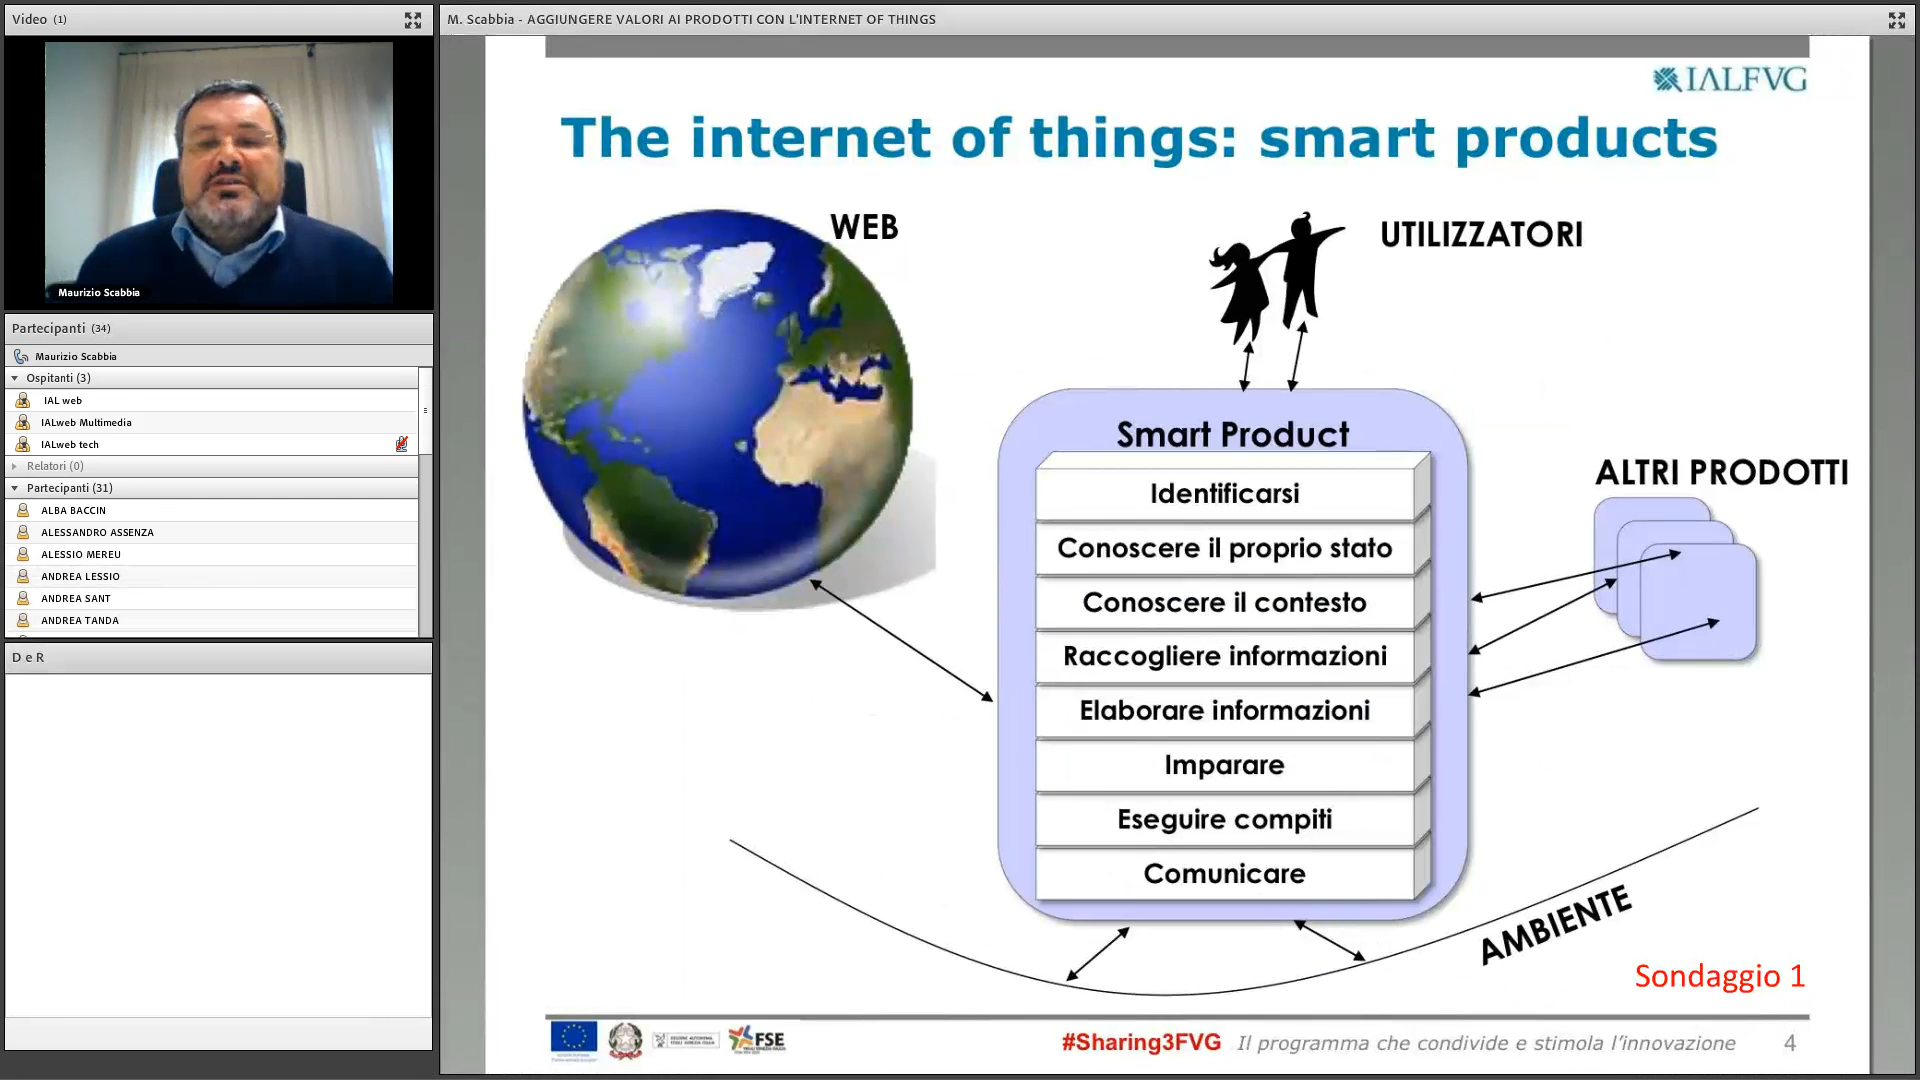 Video (1)
Maurizio Scabbia
Partecipanti (34)
Maurizio Scabbia
Ospitanti (3)
IAL web
IALweb Multimedia
IALweb tech
Relatori (0)
Partecipanti (31)
ALBA BACCIN
ALESSANDRO ASSENZA
ALESSIO MEREU
ANDREA LESSIO
ANDREA SANT
ANDREA TANDA
D e R
M. Scabbia - AGGIUNGERE VALORI AI PRODOTTI CON L'INTERNET OF THINGS
IALFVG
The internet of things: smart products
WEB
UTILIZZATORI
Smart Product
Identificarsi
Conoscere il proprio stato
Conoscere il contesto
Raccogliere informazioni
Elaborare informazioni
Imparare
Eseguire compiti
Comunicare
ALTRI PRODOTTI
AMBIENTE
Sondaggio 1
FSE
#Sharing3FVG Il programma che condivide e stimola l'innovazione 4